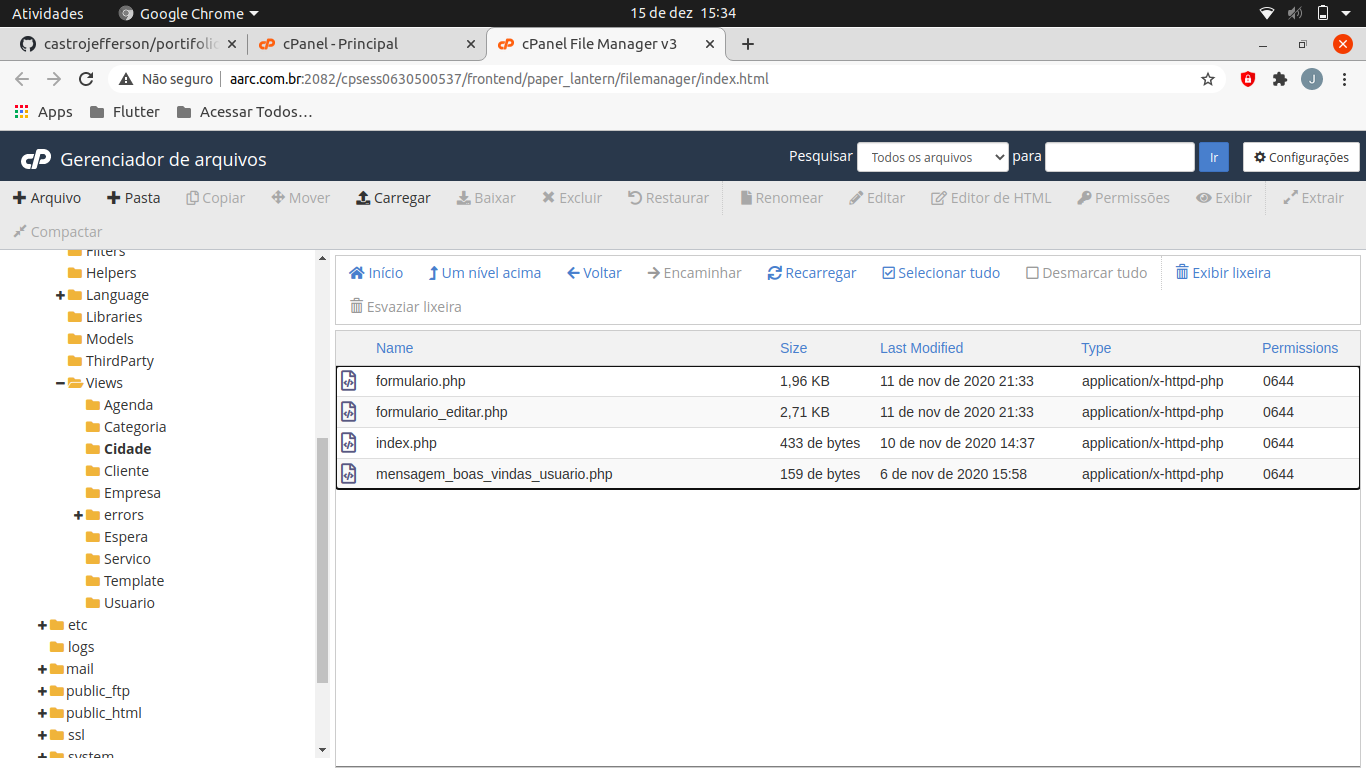 Atividades
Google Chrome
15 de dez 15:34
castrojefferson/portifolic
cPanel - Principal
cPanel File Manager v3
Não seguro
aarc.com.br:2082/cpsess0630500537/frontend/paper_lantern/filemanager/index.html
J
Apps
Flutter
Acessar Todos…
cP Gerenciador de arquivos
Pesquisar
Todos os arquivos
para
Ir
Configurações
Arquivo
Pasta
Copiar
Mover
Carregar
Baixar
Excluir
Restaurar
Renomear
Editar
Editor de HTML
Permissões
Exibir
Extrair
Compactar
Filters
Helpers
Language
Libraries
Models
ThirdParty
Views
Agenda
Categoria
Cidade
Cliente
Empresa
errors
Espera
Servico
Template
Usuario
etc
logs
mail
public_ftp
public_html
ssl
system
Início
Um nível acima
Voltar
Encaminhar
Recarregar
Selecionar tudo
Desmarcar tudo
Exibir lixeira
Esvaziar lixeira
Name Size Last Modified Type Permissions
formulario.php 1,96 KB 11 de nov de 2020 21:33 application/x-httpd-php 0644
formulario_editar.php 2,71 KB 11 de nov de 2020 21:33 application/x-httpd-php 0644
index.php 433 de bytes 10 de nov de 2020 14:37 application/x-httpd-php 0644
mensagem_boas_vindas_usuario.php 159 de bytes 6 de nov de 2020 15:58 application/x-httpd-php 0644